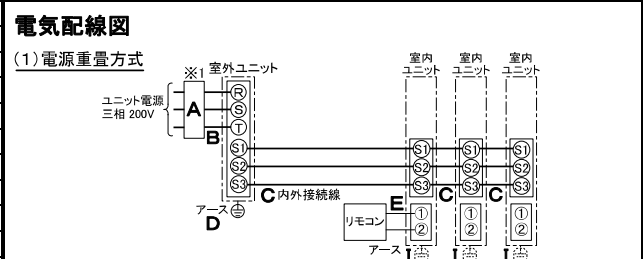 電気配線図
(1)電源重畳方式
※1
室外ユニット
室内
ユニット
室内
ユニット
室内
ユニット
ユニット電源
三相 200V
A
B
R
S
T
S1
S2
S3
S1
S2
S3
S1
S2
S3
S1
S2
S3
C 内外接続線
C
C
アース
D
E
リモコン
①
②
①
②
①
②
アース